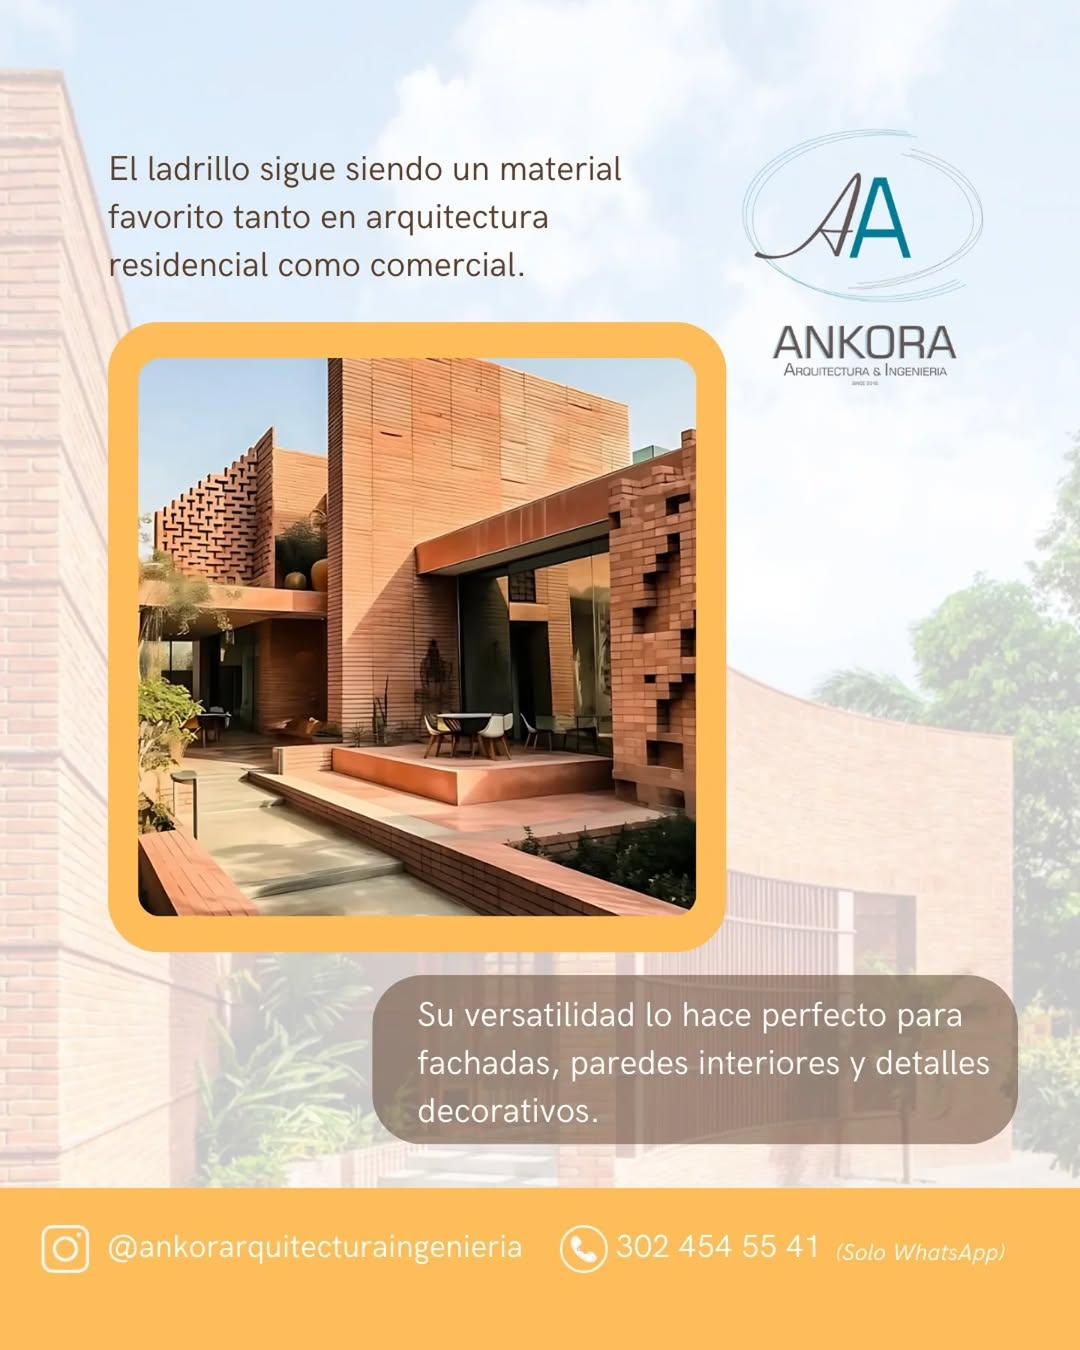 El ladrillo sigue siendo un material
favorito tanto en arquitectura
residencial como comercial.
AA
ANKORA
ARQUITECTURA & INGENIERIA
Su versatilidad lo hace perfecto para
fachadas, paredes interiores y detalles
decorativos.
@ankorarquitecturaingenieria
302 454 55 41 (Solo WhatsApp)